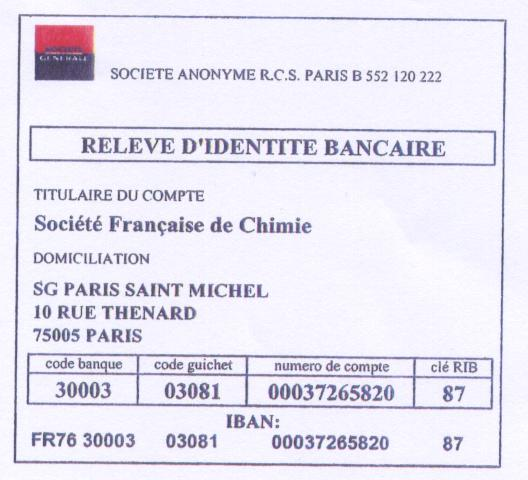 SOCIETE
GENERALE
SOCIETE ANONYME R.C.S. PARIS B 552 120 222
RELEVE D'IDENTITE BANCAIRE
TITULAIRE DU COMPTE
Société Française de Chimie
DOMICILIATION
SG PARIS SAINT MICHEL
10 RUE THENARD
75005 PARIS
code banque code guichet numero de compte clé RIB
30003 03081 00037265820 87
IBAN:
FR76 30003 03081 00037265820 87